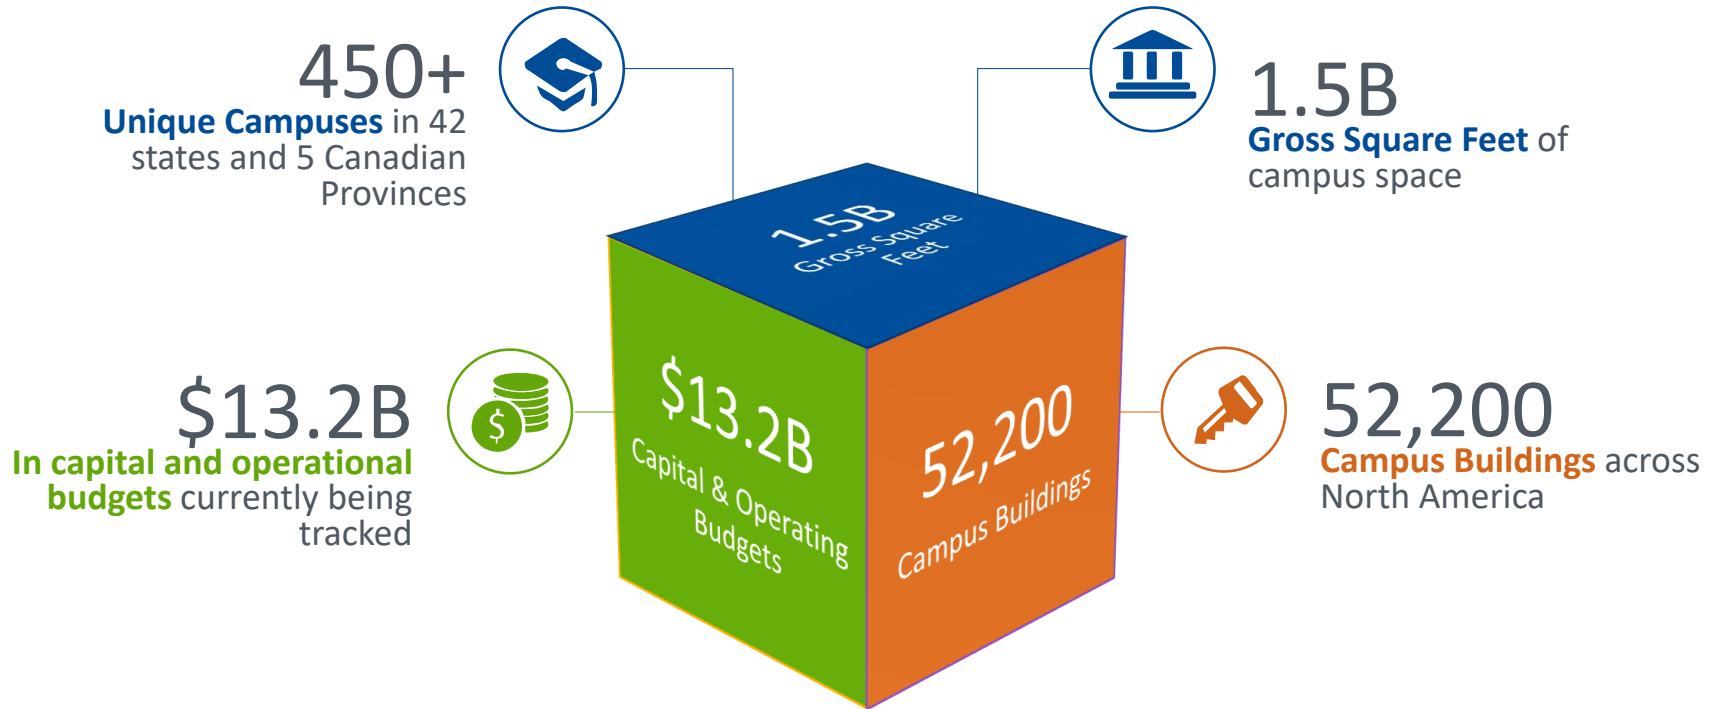 450+
Unique Campuses in 42
states and 5 Canadian
Provinces
1.5B
Gross Square Feet of
campus space
1.5B
Gross Square
Feet
$13.2B
In capital and operational
budgets currently being
tracked
$13.2B
Capital & Operating
Budgets
52,200
Campus Buildings
52,200
Campus Buildings across
North America
$